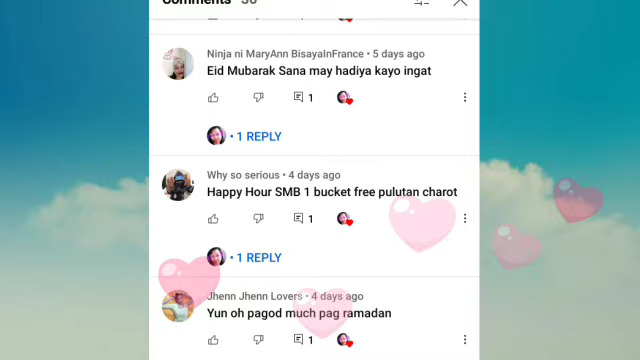 Comments 36
Ninja ni MaryAnn BisayaInFrance • 5 days ago
Eid Mubarak Sana may hadiya kayo ingat
1
• 1 REPLY
Why so serious • 4 days ago
Happy Hour SMB 1 bucket free pulutan charot
1
• 1 REPLY
Jhenn Jhenn Lovers • 4 days ago
Yun oh pagod much pag ramadan
1